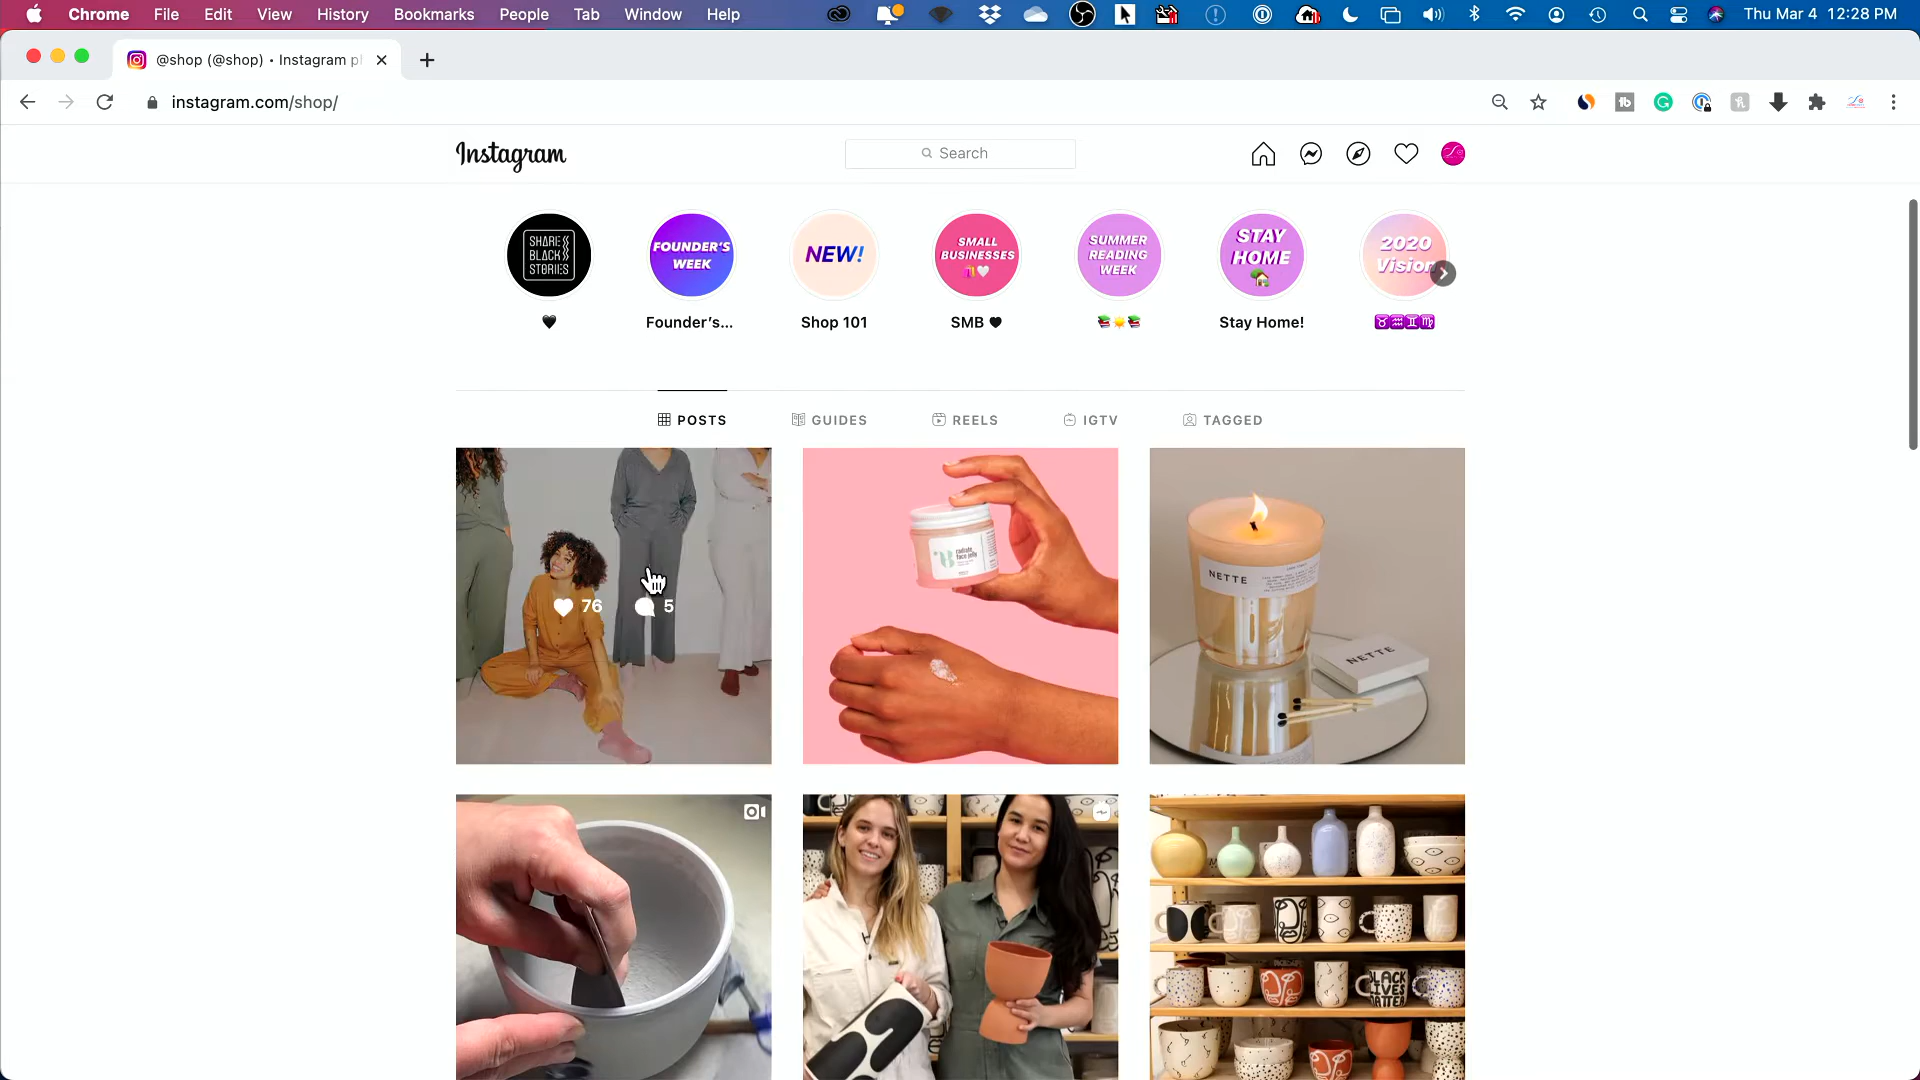 Chrome File Edit View History Bookmarks People Tab Window Help Thu Mar 4 12:28 PM
@shop (@shop) • Instagram p
instagram.com/shop/
Instagram
Search
SHARE BLACK STORIES
FOUNDER'S WEEK
NEW!
SMALL BUSINESSES
SUMMER READING WEEK
STAY HOME
2020 Vision
🖤 Founder's... Shop 101 SMB 🖤 📚☀️📚 Stay Home! ♉♒♊♍
POSTS GUIDES REELS IGTV TAGGED
76 5
radiate face jelly
NETTE
NETTE
BLACK LIVES MATTER